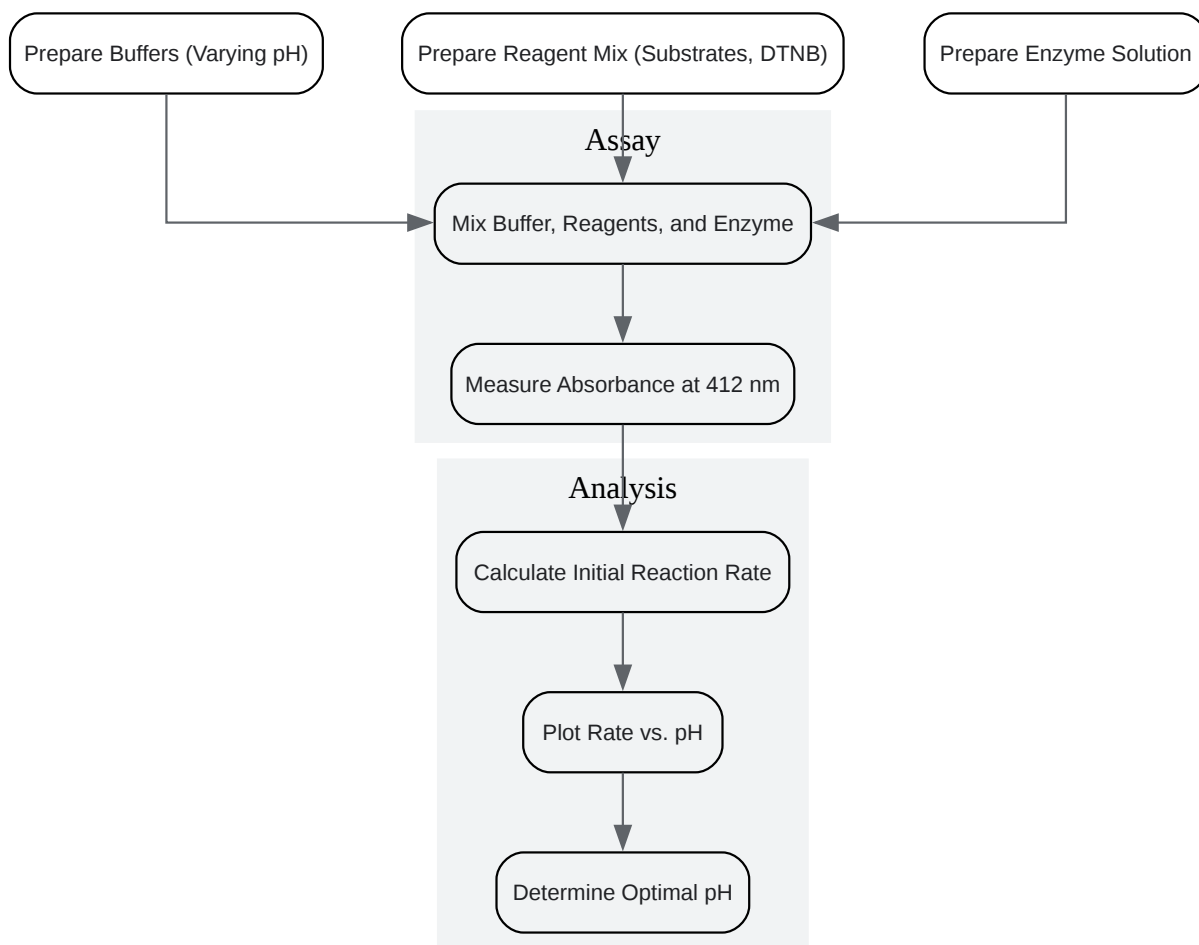 Prepare Buffers (Varying pH)
Prepare Reagent Mix (Substrates, DTNB)
Prepare Enzyme Solution
Assay
Mix Buffer, Reagents, and Enzyme
Measure Absorbance at 412 nm
Analysis
Calculate Initial Reaction Rate
Plot Rate vs. pH
Determine Optimal pH